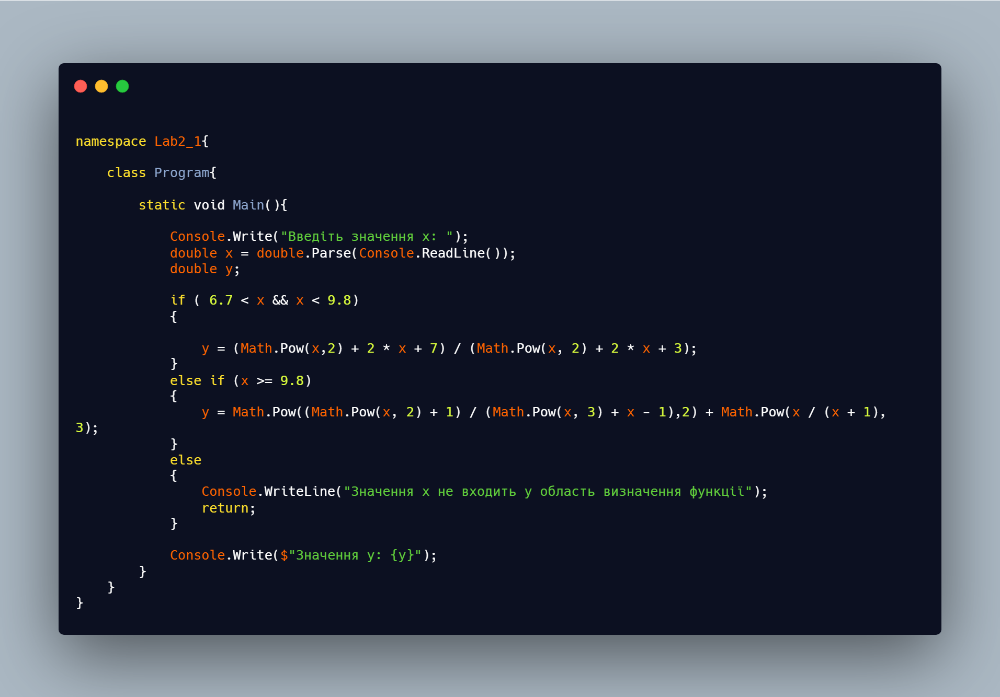 namespace Lab2_1{
class Program{
static void Main(){
Console.Write("Введіть значення x: ");
double x = double.Parse(Console.ReadLine());
double y;
if ( 6.7 < x && x < 9.8)
{
y = (Math.Pow(x,2) + 2 * x + 7) / (Math.Pow(x, 2) + 2 * x + 3);
}
else if (x >= 9.8)
{
y = Math.Pow((Math.Pow(x, 2) + 1) / (Math.Pow(x, 3) + x - 1),2) + Math.Pow(x / (x + 1),
3);
}
else
{
Console.WriteLine("Значення x не входить у область визначення функції");
return;
}
Console.Write($"Значення y: {y}");
}
}
}